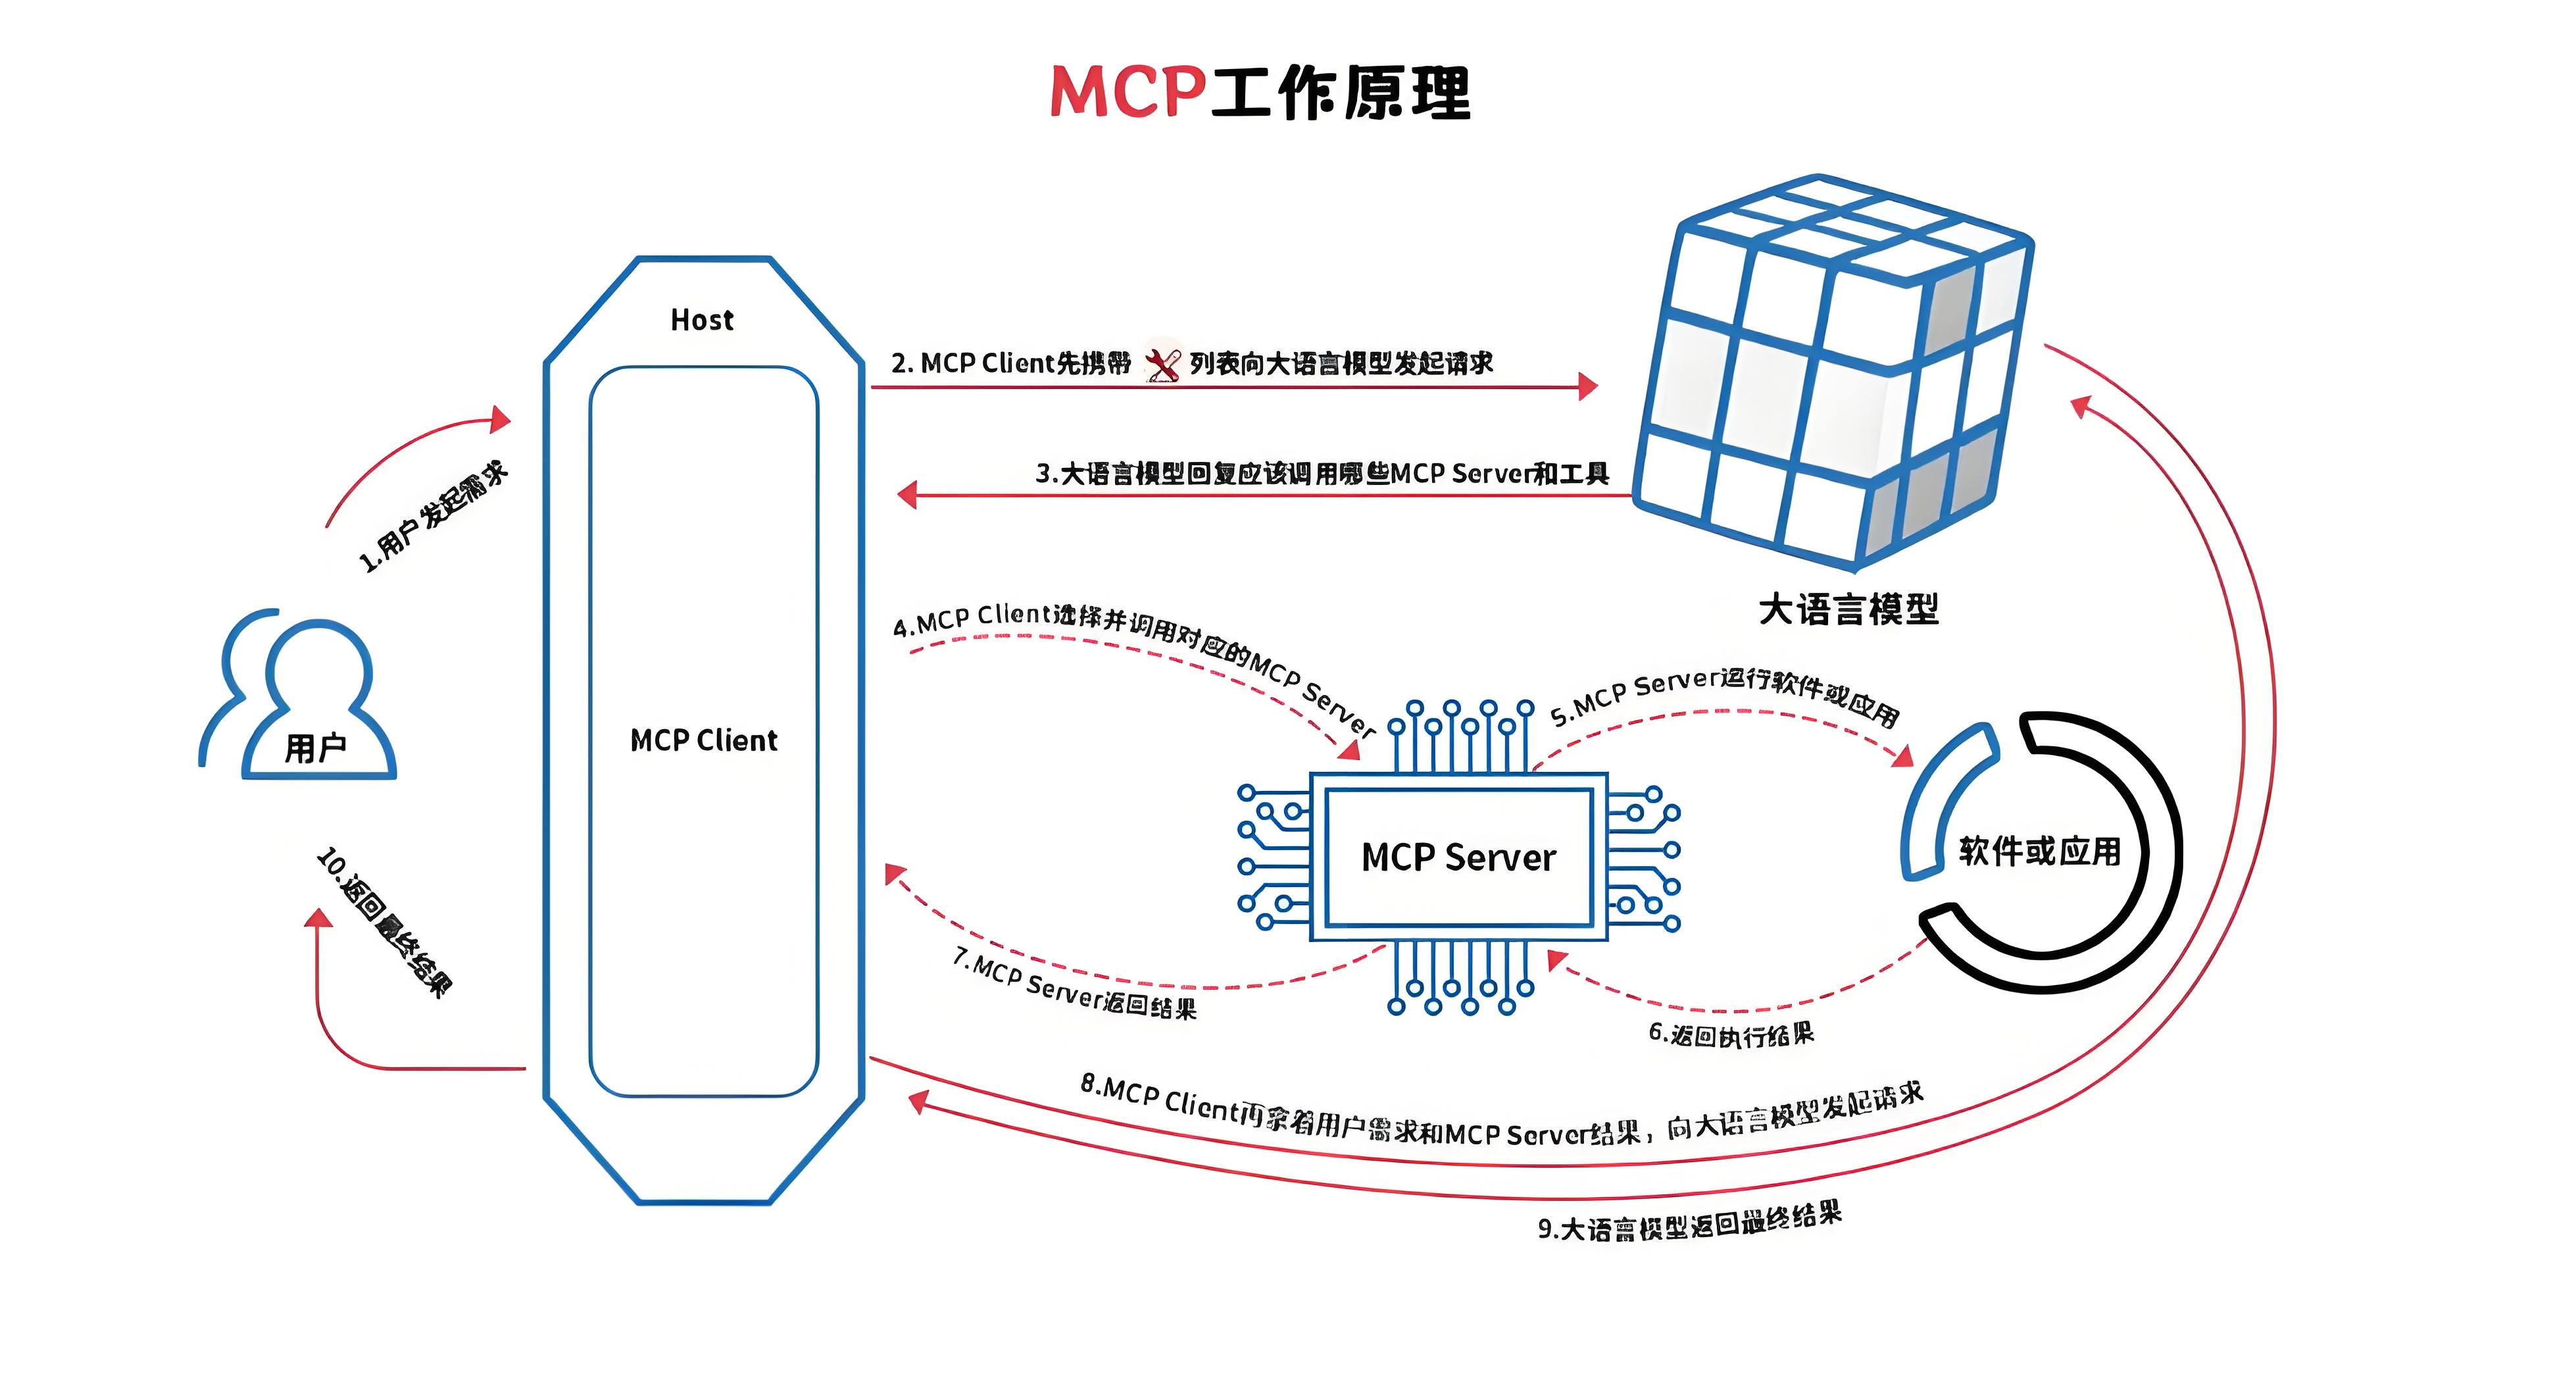 MCP工作原理
Host
MCP Client
用户
1.用户发起需求
2. MCP Client先携带 列表向大语言模型发起请求
3.大语言模型回复应该调用哪些MCP Server和工具
大语言模型
4.MCP Client选择并调用对应的MCP Server
5.MCP Server运行软件或应用
MCP Server
软件或应用
6.返回执行结果
7.MCP Server返回结果
8.MCP Client再拿着用户需求和MCP Server结果，向大语言模型发起请求
9.大语言模型返回最终结果
10.返回最终结果